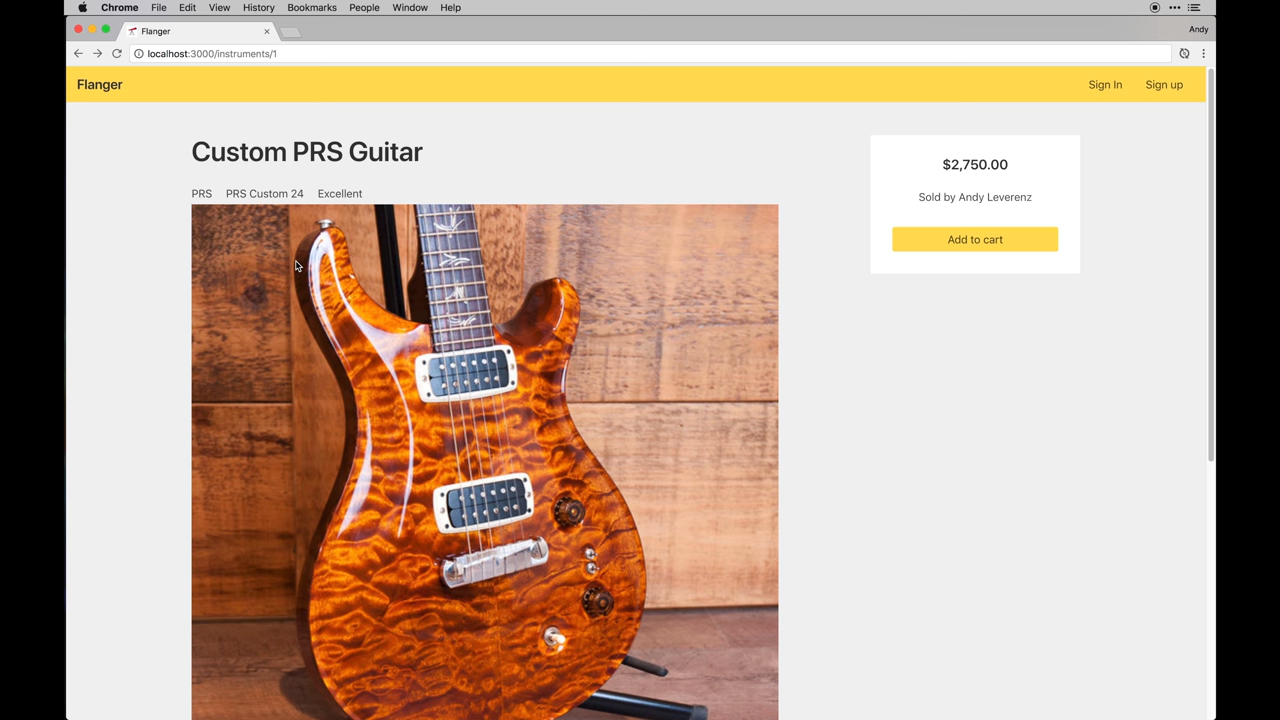 Chrome File Edit View History Bookmarks People Window Help
Flanger
Andy
localhost:3000/instruments/1
Flanger Sign In Sign up
Custom PRS Guitar
PRS PRS Custom 24 Excellent
$2,750.00
Sold by Andy Leverenz
Add to cart